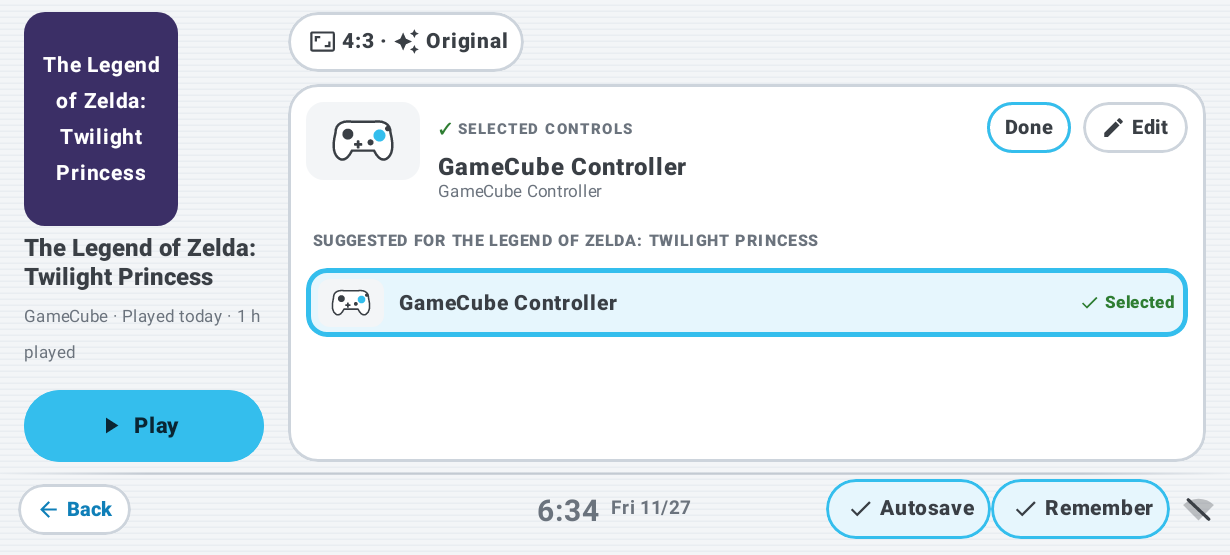 The Legend
of Zelda:
Twilight
Princess
The Legend of Zelda:
Twilight Princess
GameCube · Played today · 1 h
played
Play
4:3 · Original
✓ SELECTED CONTROLS
GameCube Controller
GameCube Controller
Done
Edit
SUGGESTED FOR THE LEGEND OF ZELDA: TWILIGHT PRINCESS
GameCube Controller
Selected
Back
6:34 Fri 11/27
Autosave
Remember